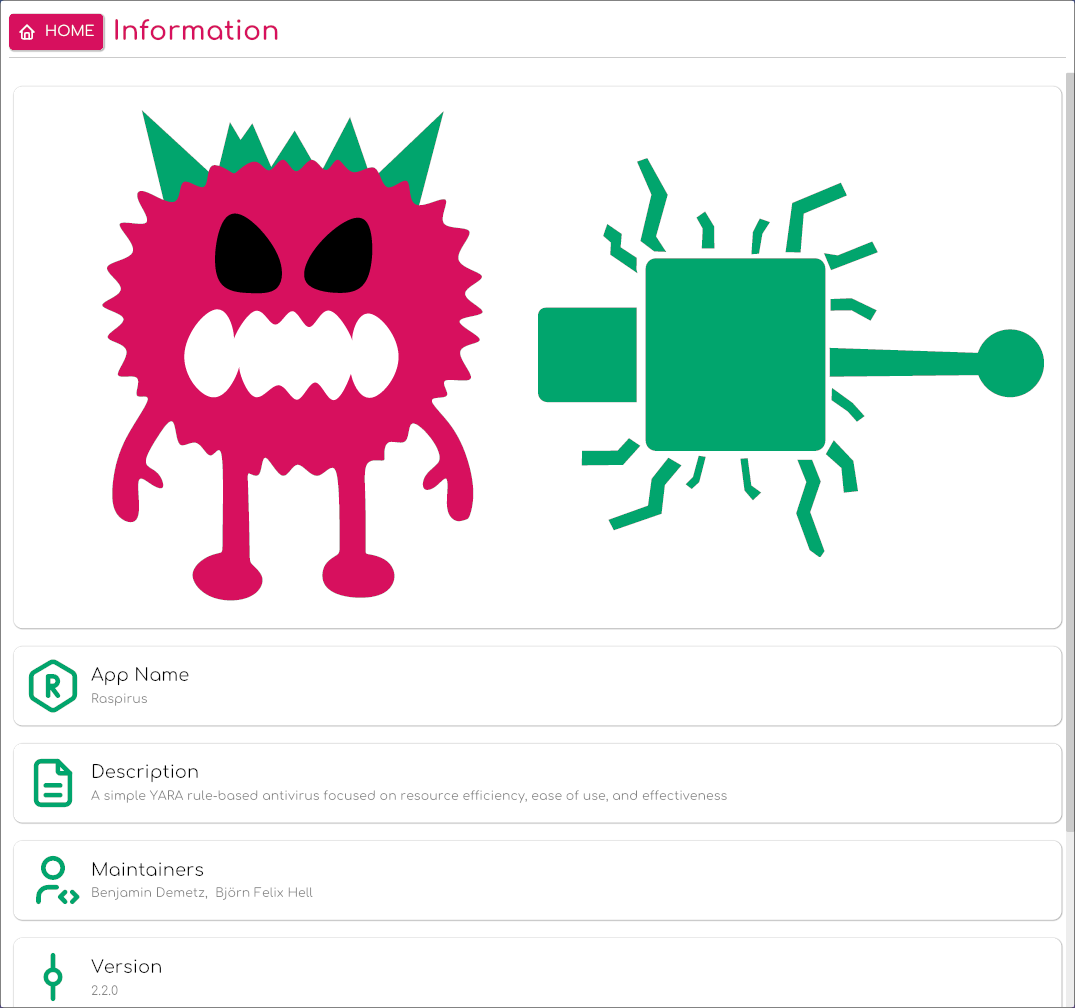 HOME Information
R
App Name
Raspirus
Description
A simple YARA rule-based antivirus focused on resource efficiency, ease of use, and effectiveness
Maintainers
Benjamin Demetz,  Björn Felix Hell
Version
2.2.0